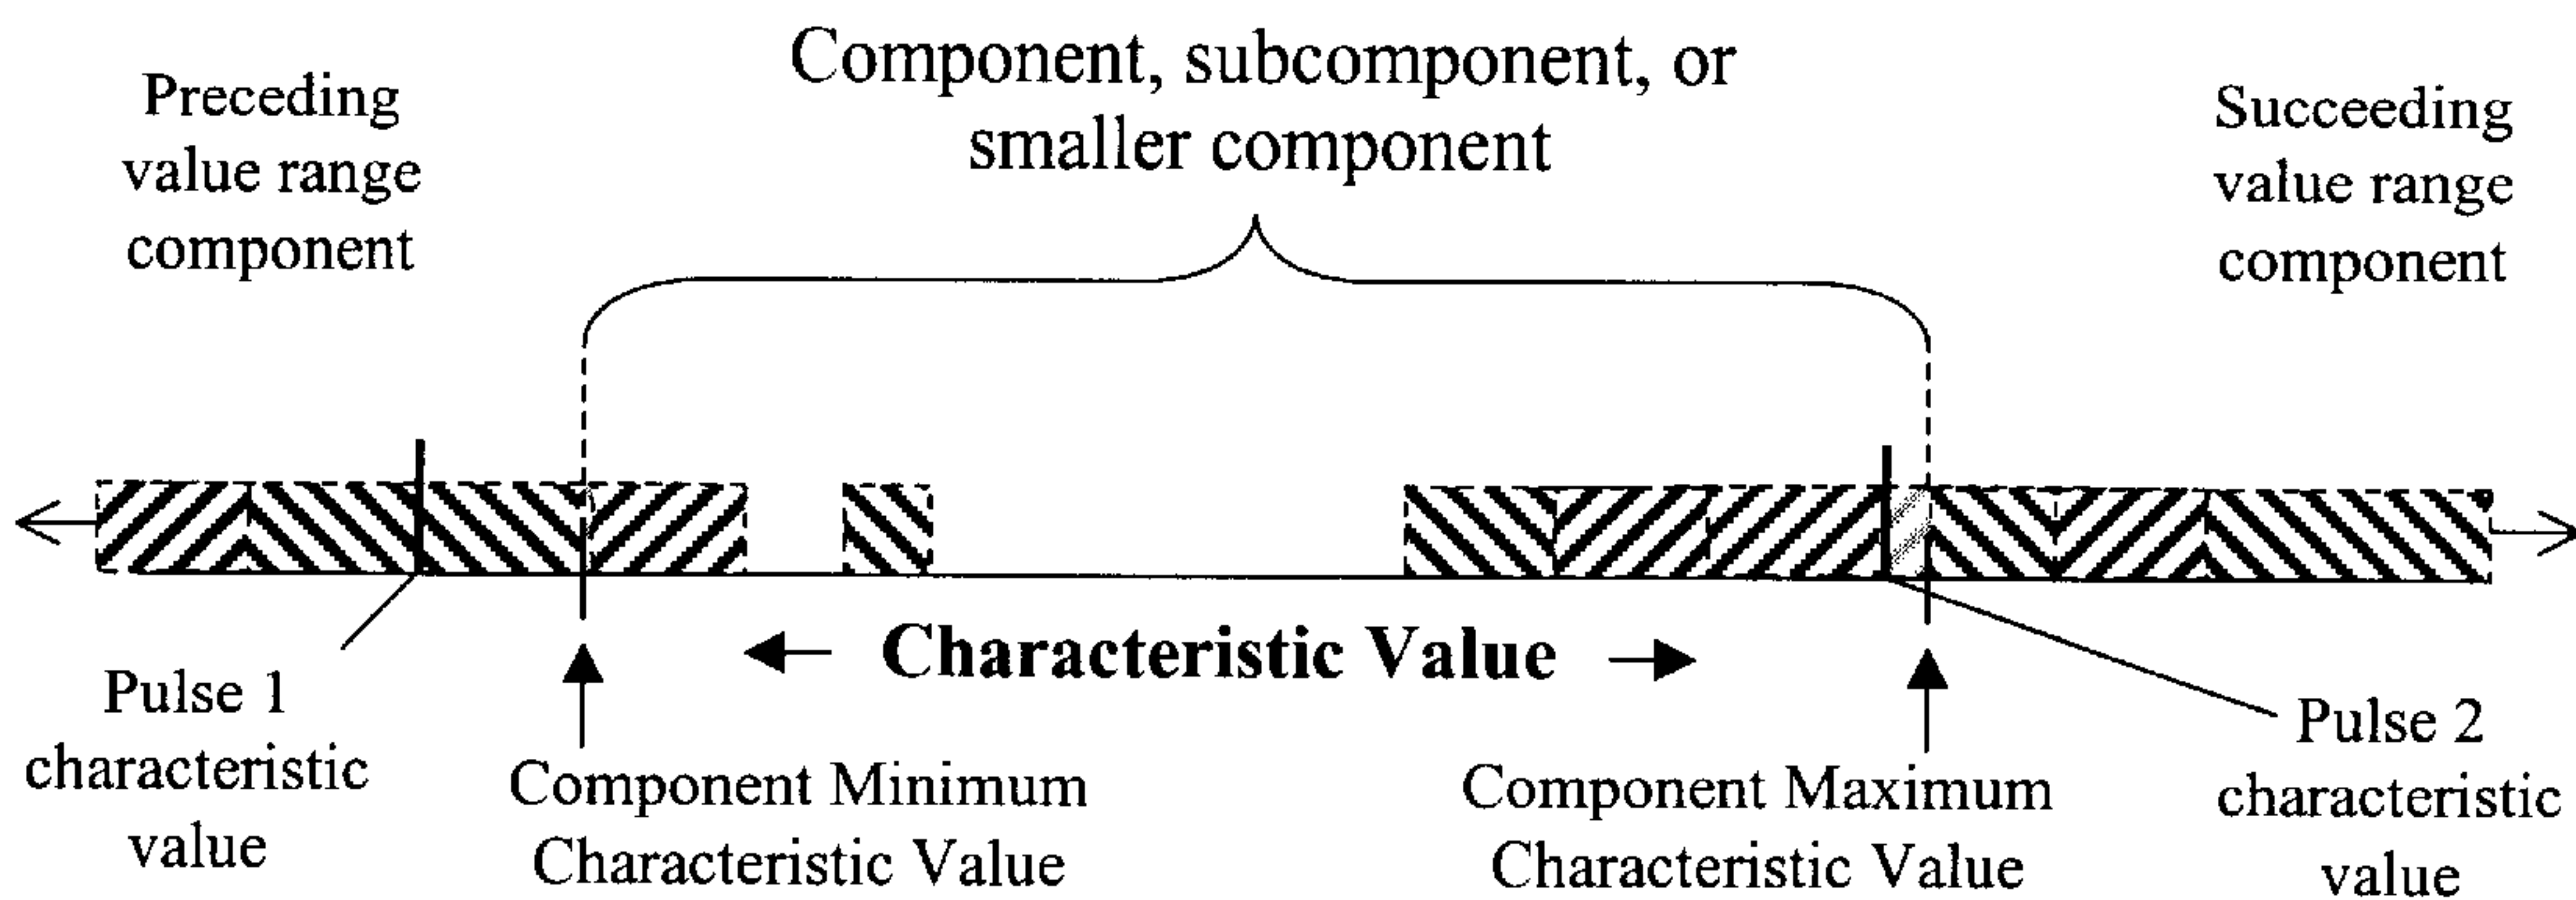 Preceding
value range
component
Component, subcomponent, or
smaller component
Succeeding
value range
component
Characteristic Value
Pulse 1
characteristic
value
Component Minimum
Characteristic Value
Component Maximum
Characteristic Value
Pulse 2
characteristic
value